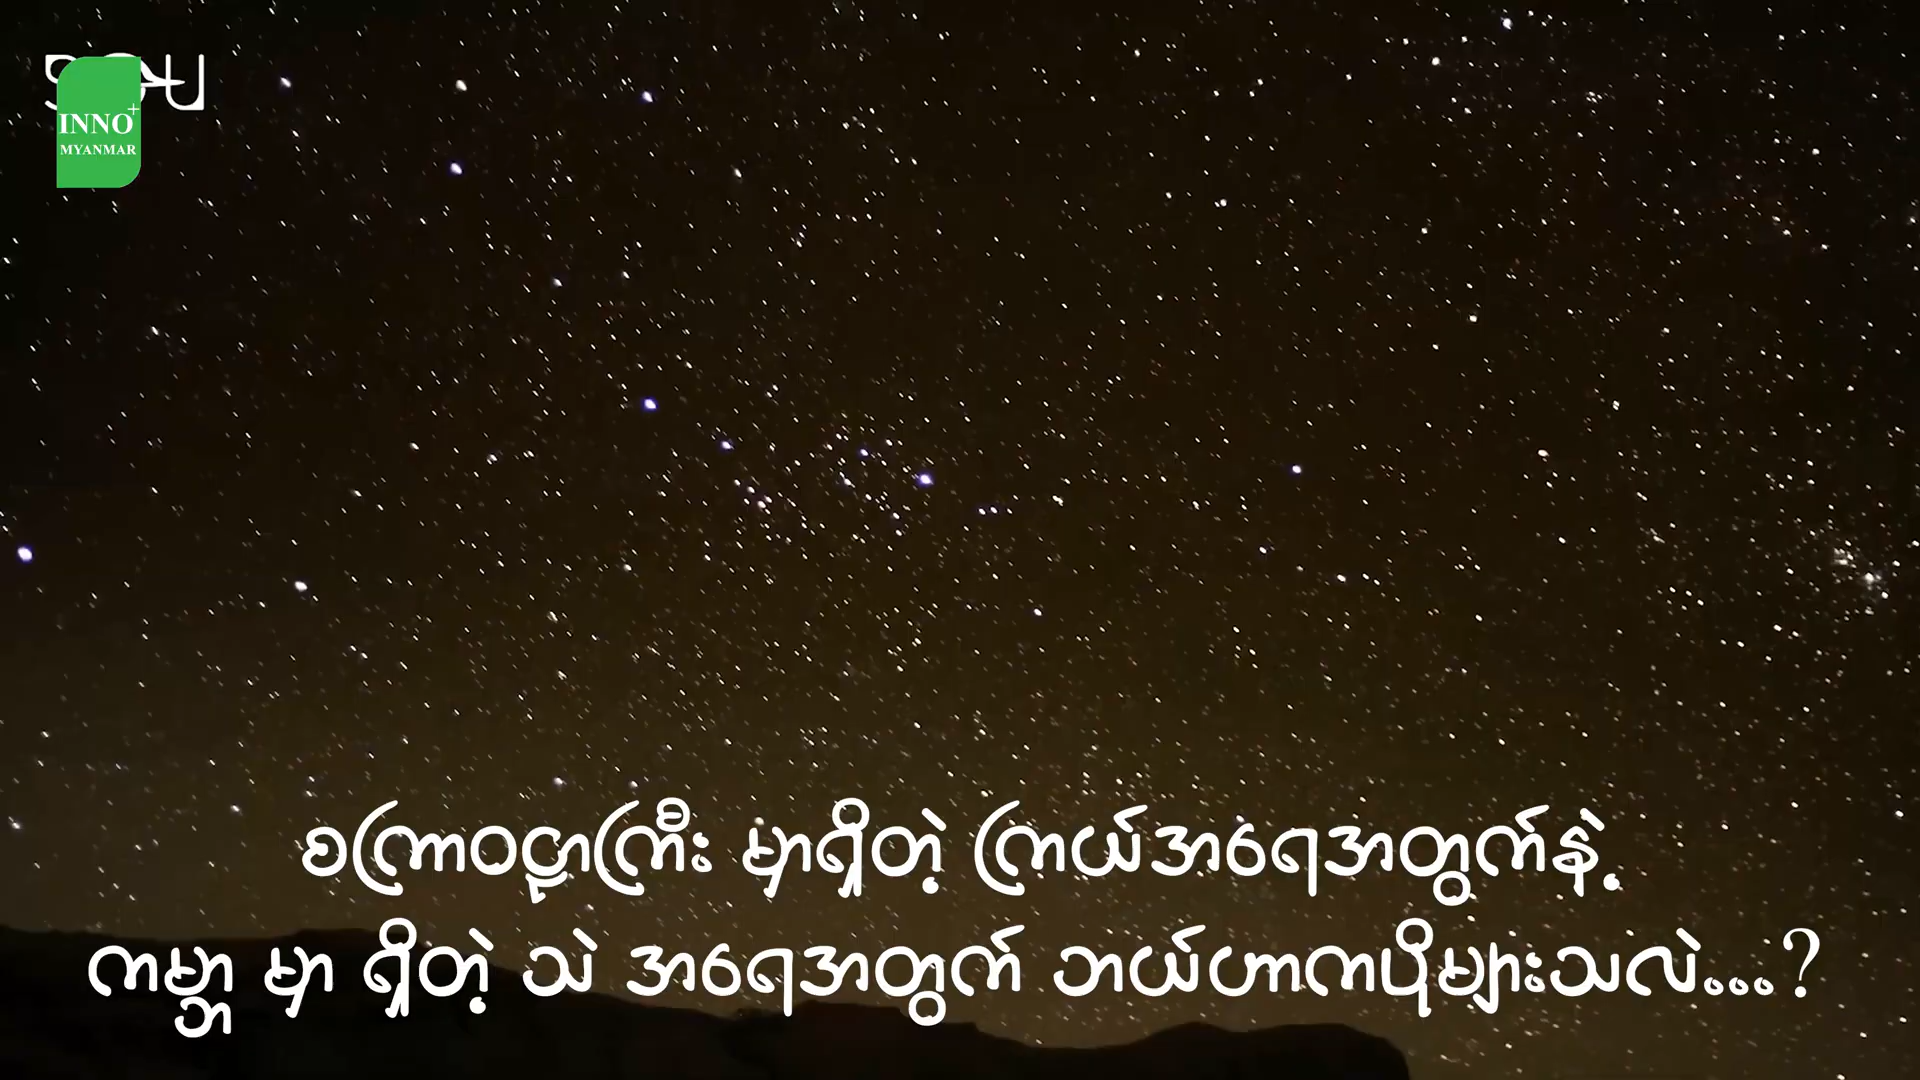 INNO+
MYANMAR
စကြာဝဠာကြီး မှာရှိတဲ့ ကြယ်အရေအတွက်နဲ့
ကမ္ဘာ မှာ ရှိတဲ့ သဲ အရေအတွက် ဘယ်ဟာကပိုများသလဲ...?